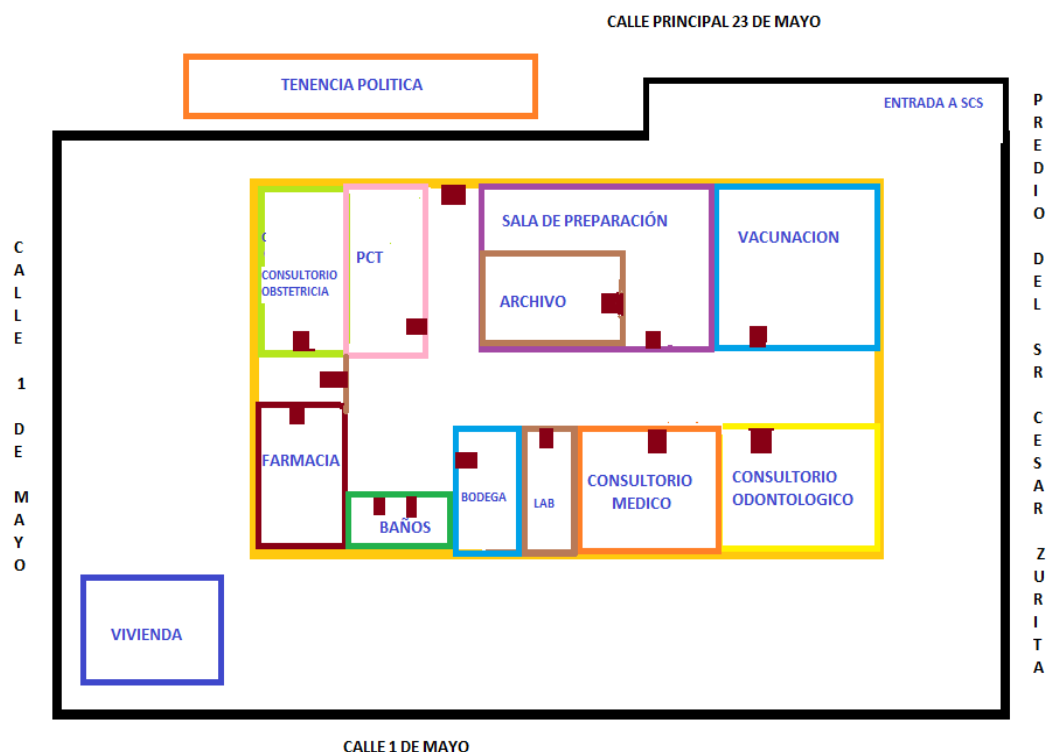 CALLE PRINCIPAL 23 DE MAYO
TENENCIA POLITICA
ENTRADA A SCS
PREDIO DEL SR CESAR ZURITA
CALLE 1 DE MAYO
SALA DE PREPARACIÓN
VACUNACION
PCT
C
CONSULTORIO
OBSTETRICIA
ARCHIVO
FARMACIA
BAÑOS
BODEGA
LAB
CONSULTORIO
MEDICO
CONSULTORIO
ODONTOLOGICO
VIVIENDA
CALLE 1 DE MAYO